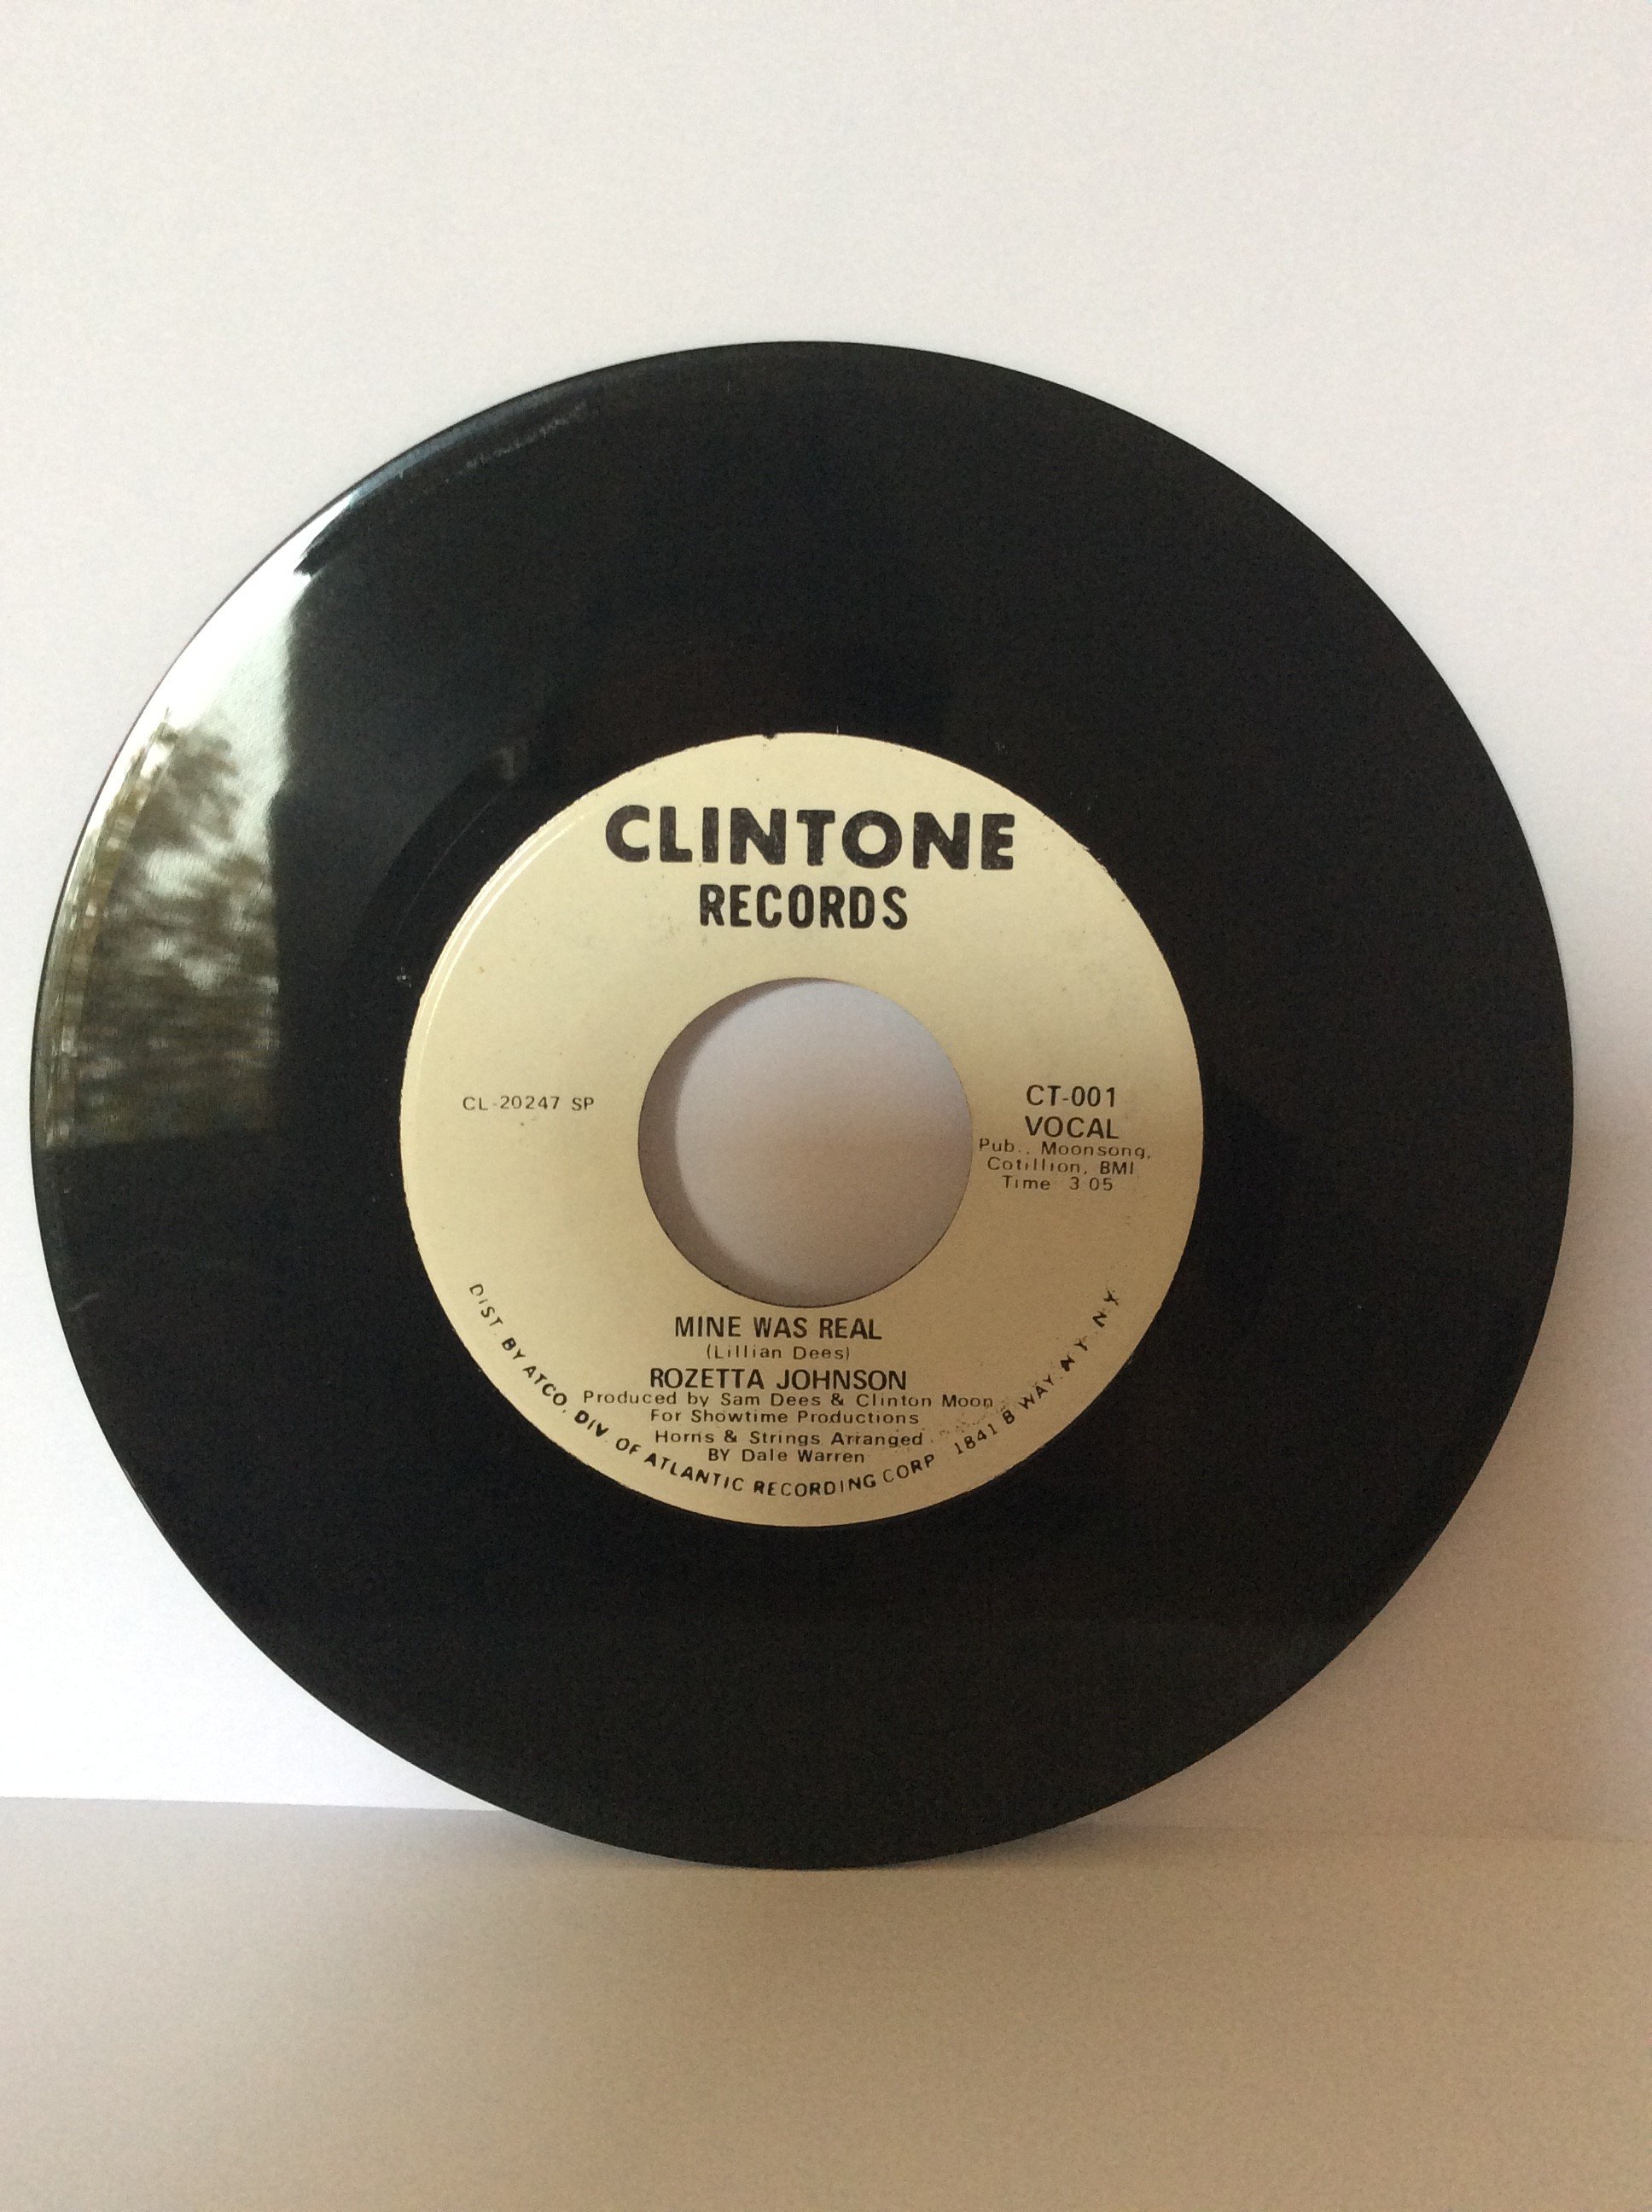 CLINTONE
RECORDS
CL-20247 SP
CT-001
VOCAL
Pub., Moonsong,
Cotillion, BMI
Time 3 05
MINE WAS REAL
(Lillian Dees)
ROZETTA JOHNSON
Produced by Sam Dees & Clinton Moon
For Showtime Productions
Horns & Strings Arranged
BY Dale Warren
DIST. BY ATCO, DIV. OF ATLANTIC RECORDING CORP 1841 B WAY. N Y. N Y